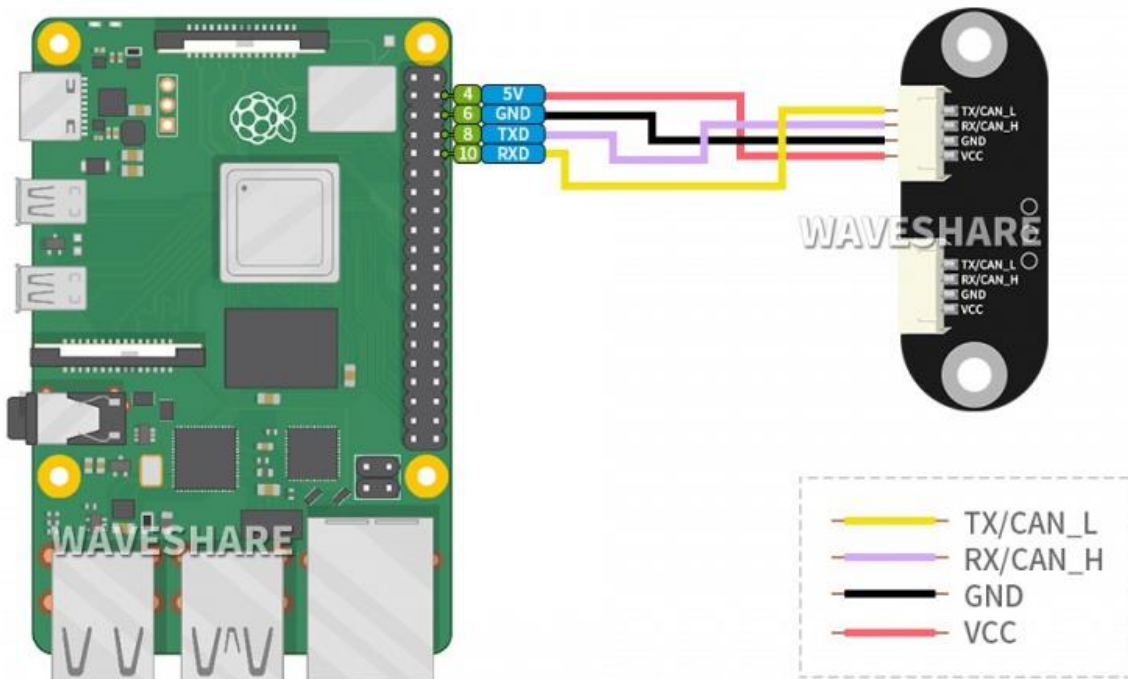 4 5V
6 GND
8 TXD
10 RXD
TX/CAN_L
RX/CAN_H
GND
VCC
WAVESHARE
TX/CAN_L
RX/CAN_H
GND
VCC
WAVESHARE
TX/CAN_L
RX/CAN_H
GND
VCC